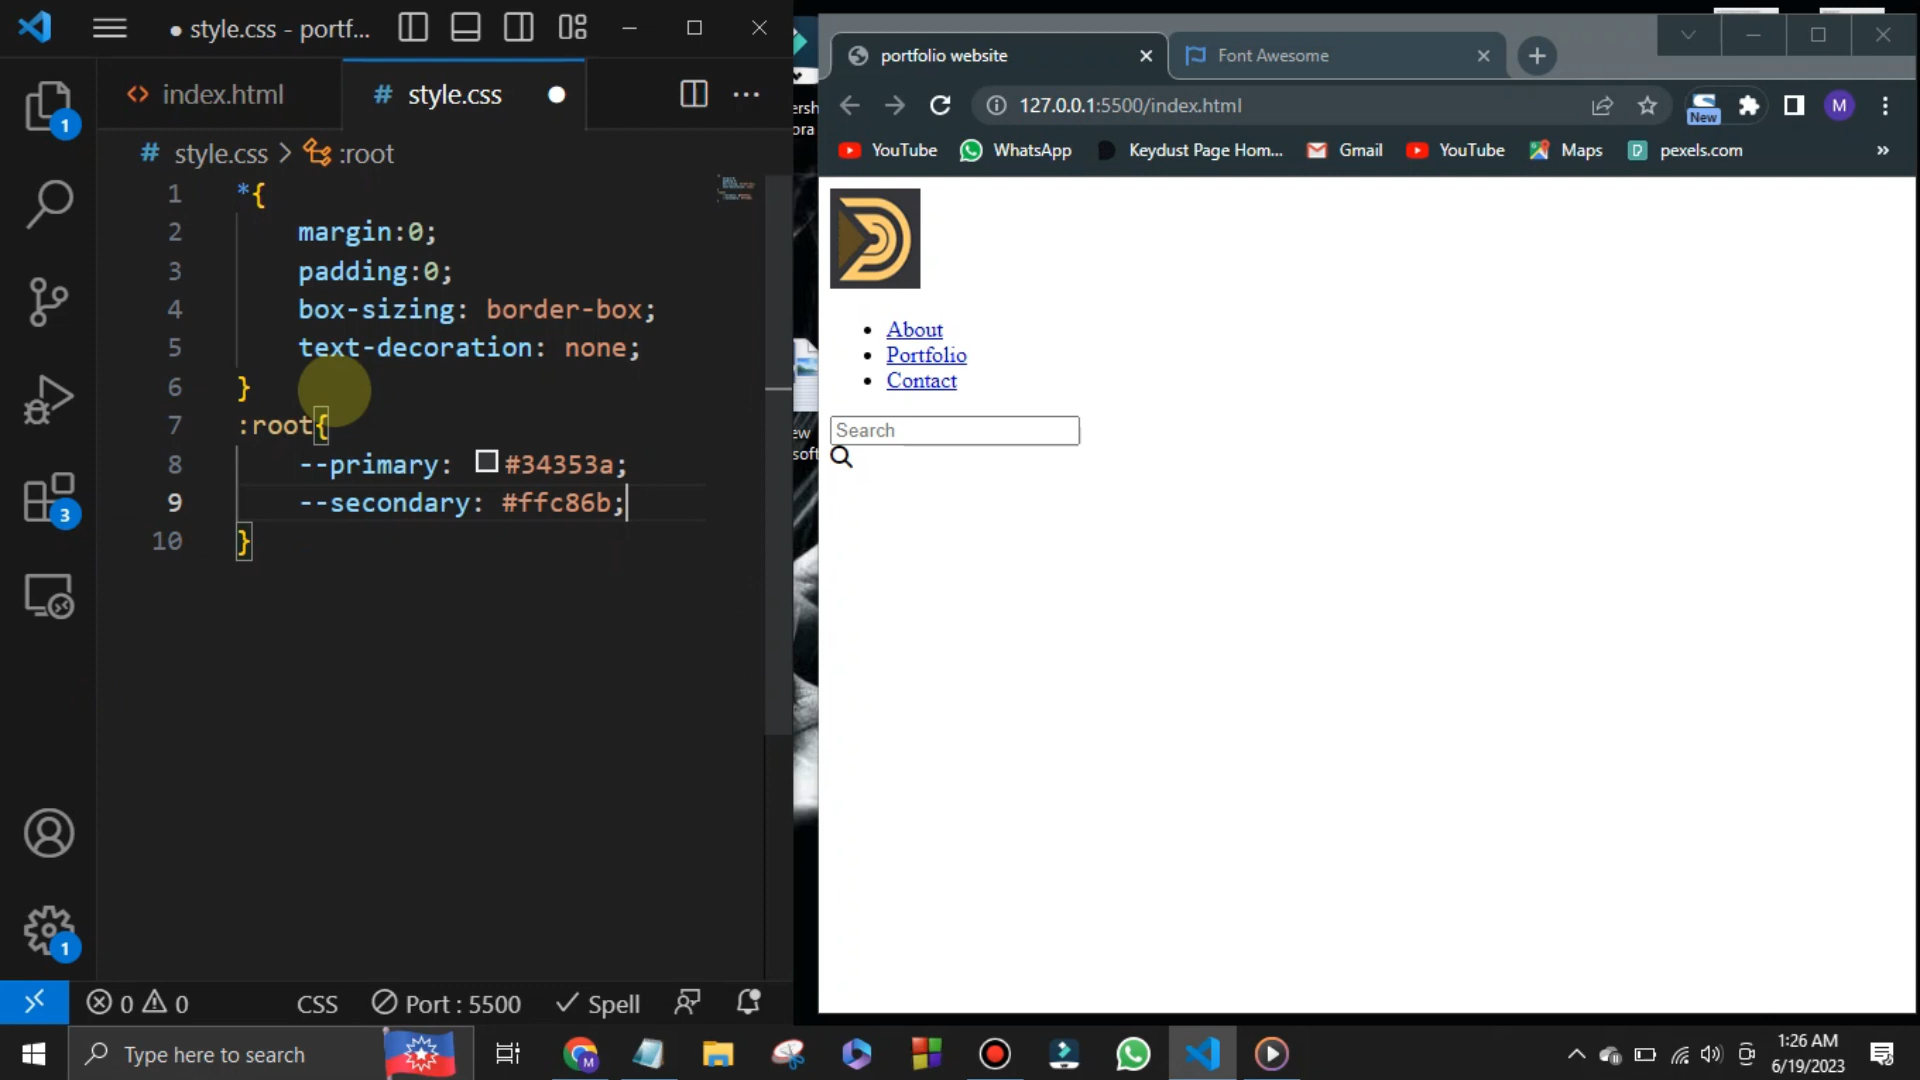 style.css - portf...
index.html
# style.css
# style.css > :root
1 *{
2 margin:0;
3 padding:0;
4 box-sizing: border-box;
5 text-decoration: none;
6 }
7 :root{
8 --primary: #34353a;
9 --secondary: #ffc86b;
10 }
1
3
1
0 0 CSS Port : 5500 Spell
portfolio website
Font Awesome
127.0.0.1:5500/index.html
New
M
YouTube WhatsApp Keydust Page Hom... Gmail YouTube Maps pexels.com »
About
Portfolio
Contact
Search
Type here to search
1:26 AM
6/19/2023